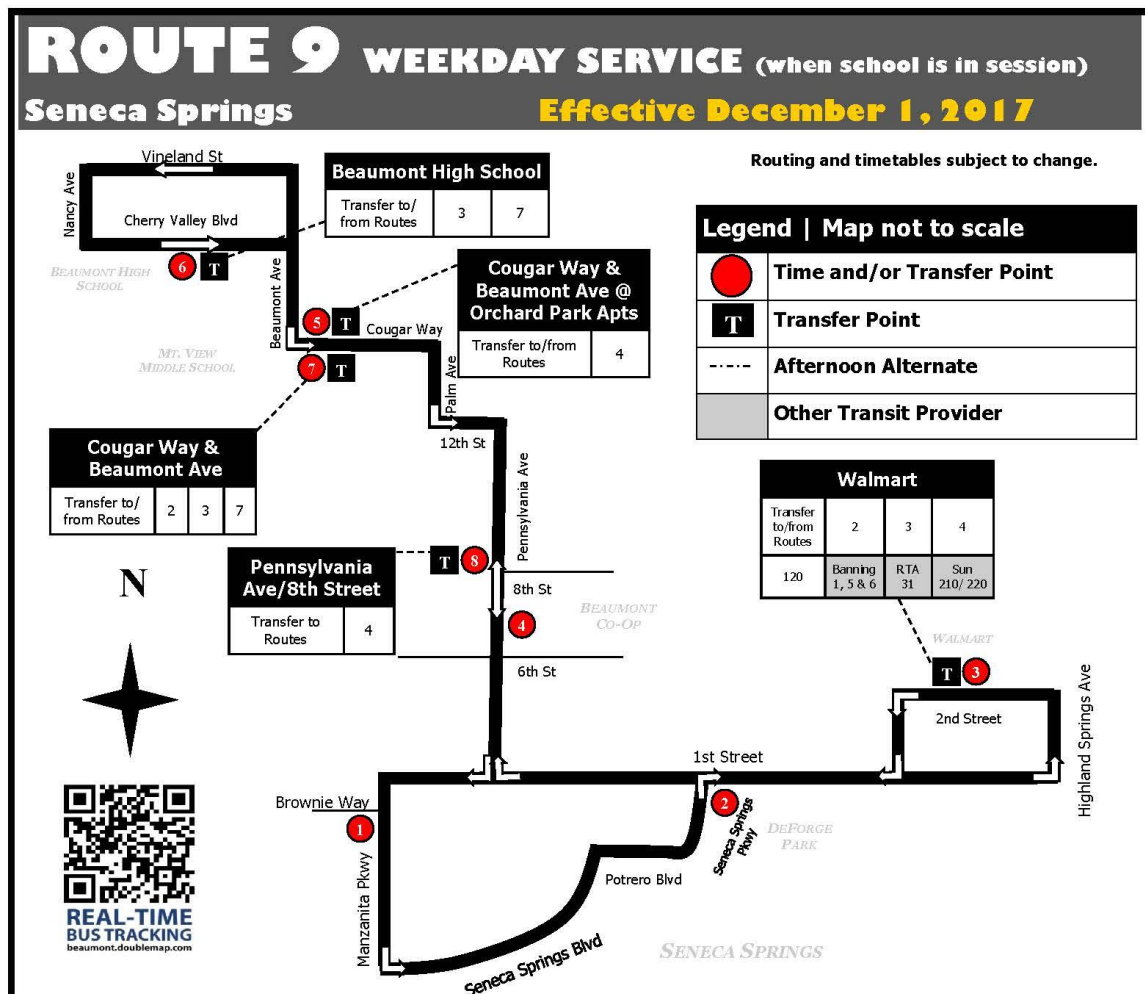 ROUTE 9 WEEKDAY SERVICE (when school is in session)
Seneca Springs
Effective December 1, 2017
Routing and timetables subject to change.
Vineland St
Nancy Ave
Cherry Valley Blvd
6
T
BEAUMONT HIGH
SCHOOL
Beaumont High School
Transfer to/
from Routes
3
7
Beaumont Ave
5
T
Cougar Way
7
T
MT. VIEW
MIDDLE SCHOOL
Cougar Way &
Beaumont Ave @
Orchard Park Apts
Transfer to/from
Routes
4
Legend | Map not to scale
Time and/or Transfer Point
T
Transfer Point
Afternoon Alternate
Other Transit Provider
Palm Ave
12th St
Cougar Way &
Beaumont Ave
Transfer to/
from Routes
2
3
7
Pennsylvania Ave
T
8
Pennsylvania
Ave/8th Street
Transfer to
Routes
4
8th St
4
BEAUMONT
CO-OP
6th St
Walmart
Transfer
to/from
Routes
2
3
4
120
Banning
1, 5 & 6
RTA
31
Sun
210/ 220
WALMART
T
3
2nd Street
Highland Springs Ave
N
1st Street
Brownie Way
1
2
Seneca Springs
Pkwy
DEFORGE
PARK
Potrero Blvd
Manzanita Pkwy
Seneca Springs Blvd
SENECA SPRINGS
REAL-TIME
BUS TRACKING
beaumont.doublemap.com